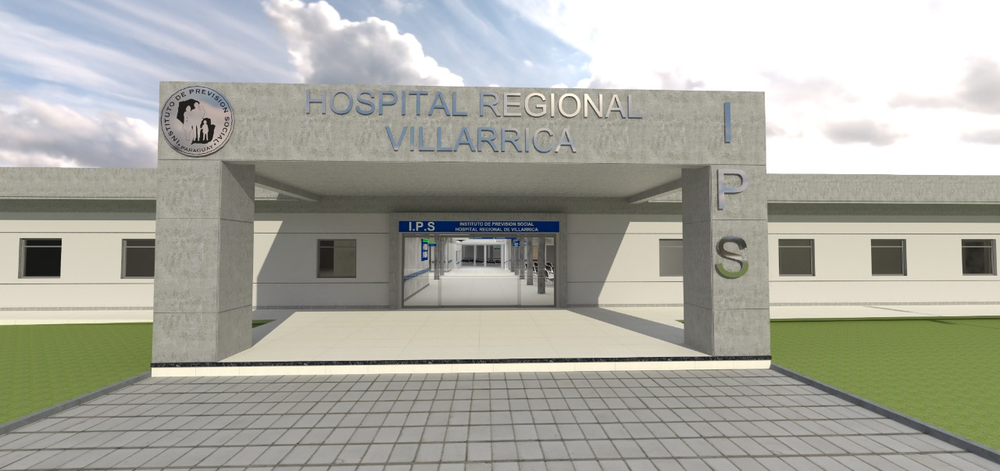 INSTITUTO DE PREVISION SOCIAL
• PARAGUAY •
HOSPITAL REGIONAL
VILLARRICA
I
P
S
I.P.S
INSTITUTO DE PREVISION SOCIAL
HOSPITAL REGIONAL DE VILLARRICA